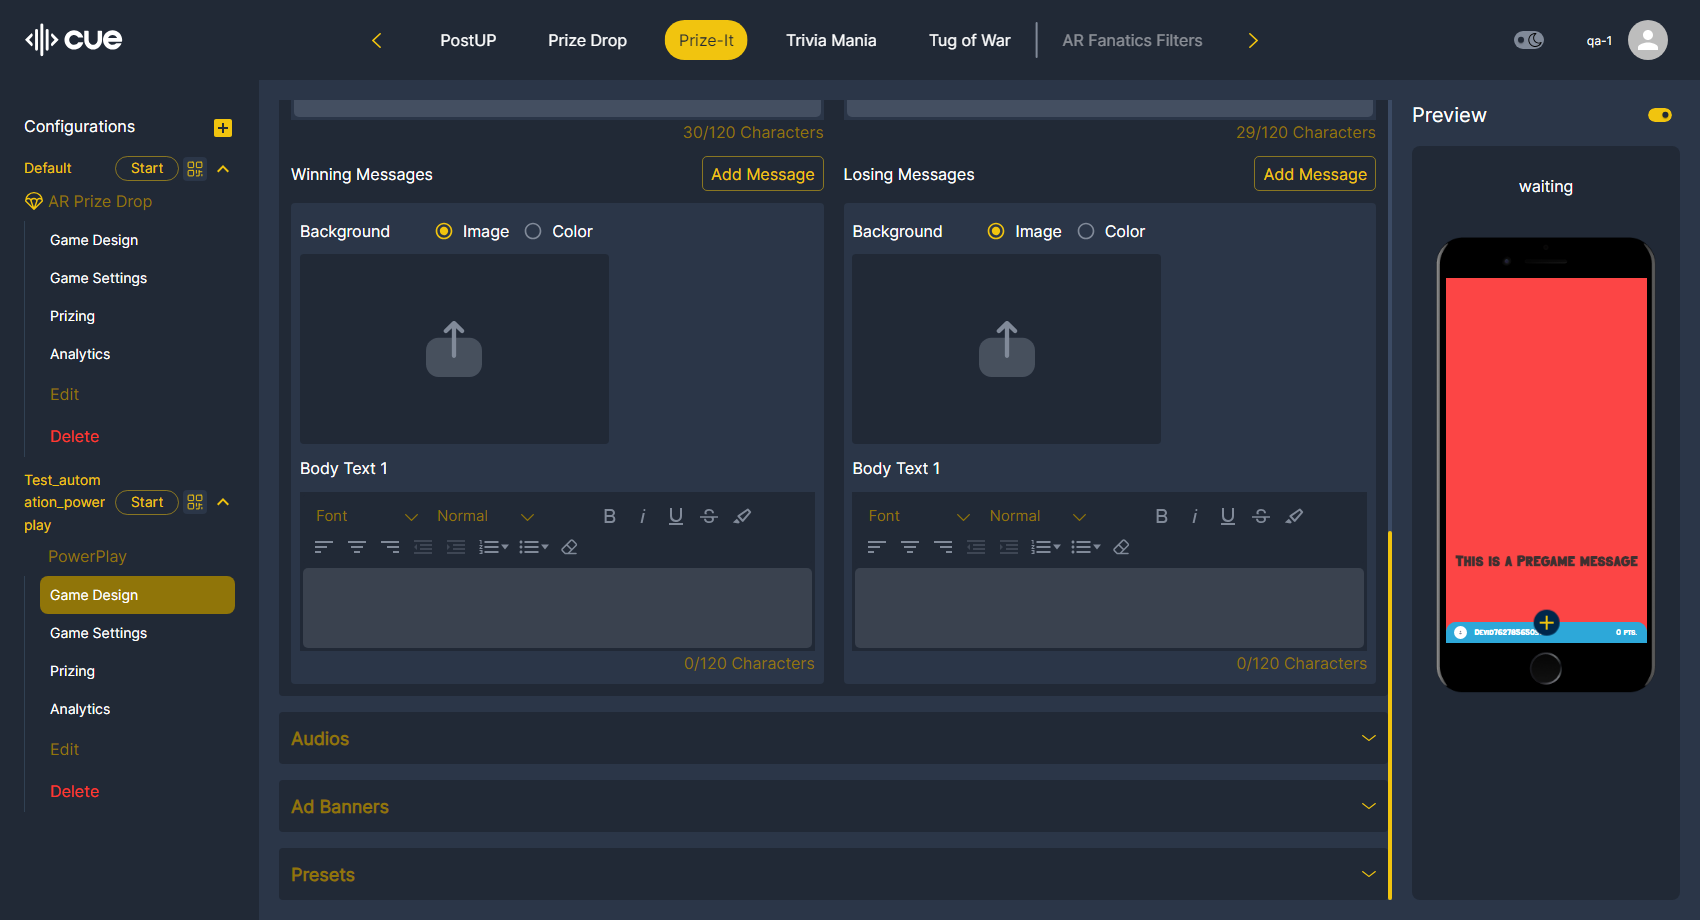 cue
PostUP
Prize Drop
Prize-It
Trivia Mania
Tug of War
AR Fanatics Filters
qa-1
Configurations
Default
Start
AR Prize Drop
Game Design
Game Settings
Prizing
Analytics
Edit
Delete
Test_autom
ation_power
play
Start
PowerPlay
Game Design
Game Settings
Prizing
Analytics
Edit
Delete
30/120 Characters
29/120 Characters
Winning Messages
Add Message
Losing Messages
Add Message
Background
Image
Color
Background
Image
Color
Body Text 1
Body Text 1
Font
Normal
Font
Normal
0/120 Characters
0/120 Characters
Audios
Ad Banners
Presets
Preview
waiting
This is a Pregame message
0 pts.